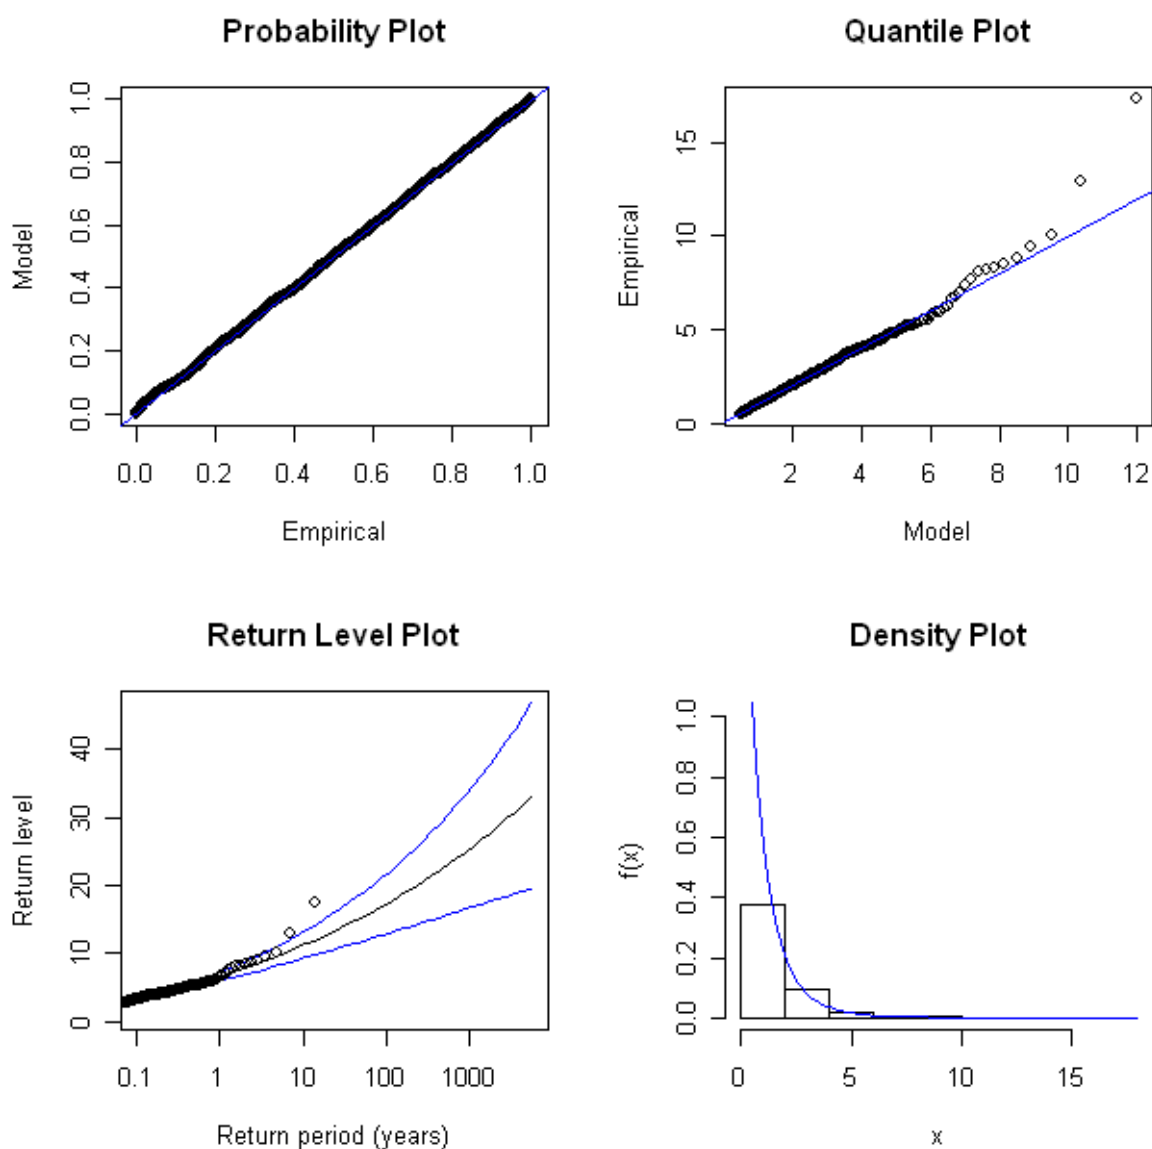 Probability Plot
Model
0.0 0.2 0.4 0.6 0.8 1.0
0.0 0.2 0.4 0.6 0.8 1.0
Empirical
Quantile Plot
Empirical
0 5 10 15
2 4 6 8 10 12
Model
Return Level Plot
Return level
0 10 20 30 40
0.1 1 10 100 1000
Return period (years)
Density Plot
f(x)
0.0 0.2 0.4 0.6 0.8 1.0
0 5 10 15
x